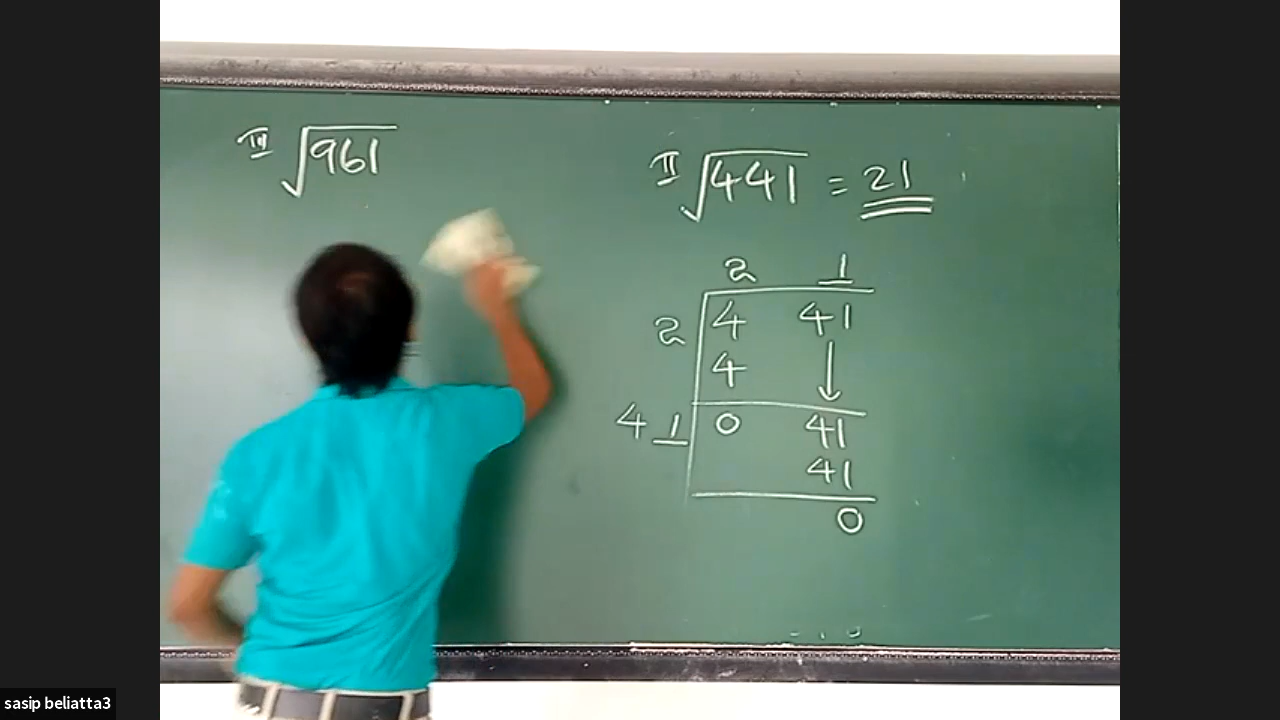 III √961
II √441 = 21
2 1
2 4 41
4
41 0 41
41
0
sasip beliatta3